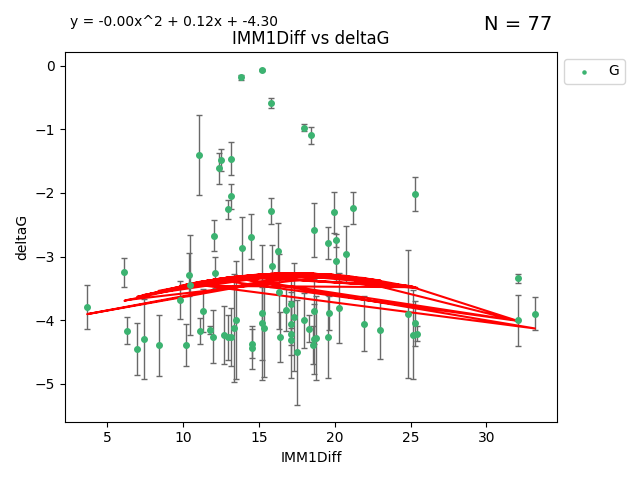 y = -0.00x^2 + 0.12x + -4.30
N = 77
IMM1Diff vs deltaG
G
deltaG
0
−1
−2
−3
−4
−5
5 10 15 20 25 30
IMM1Diff